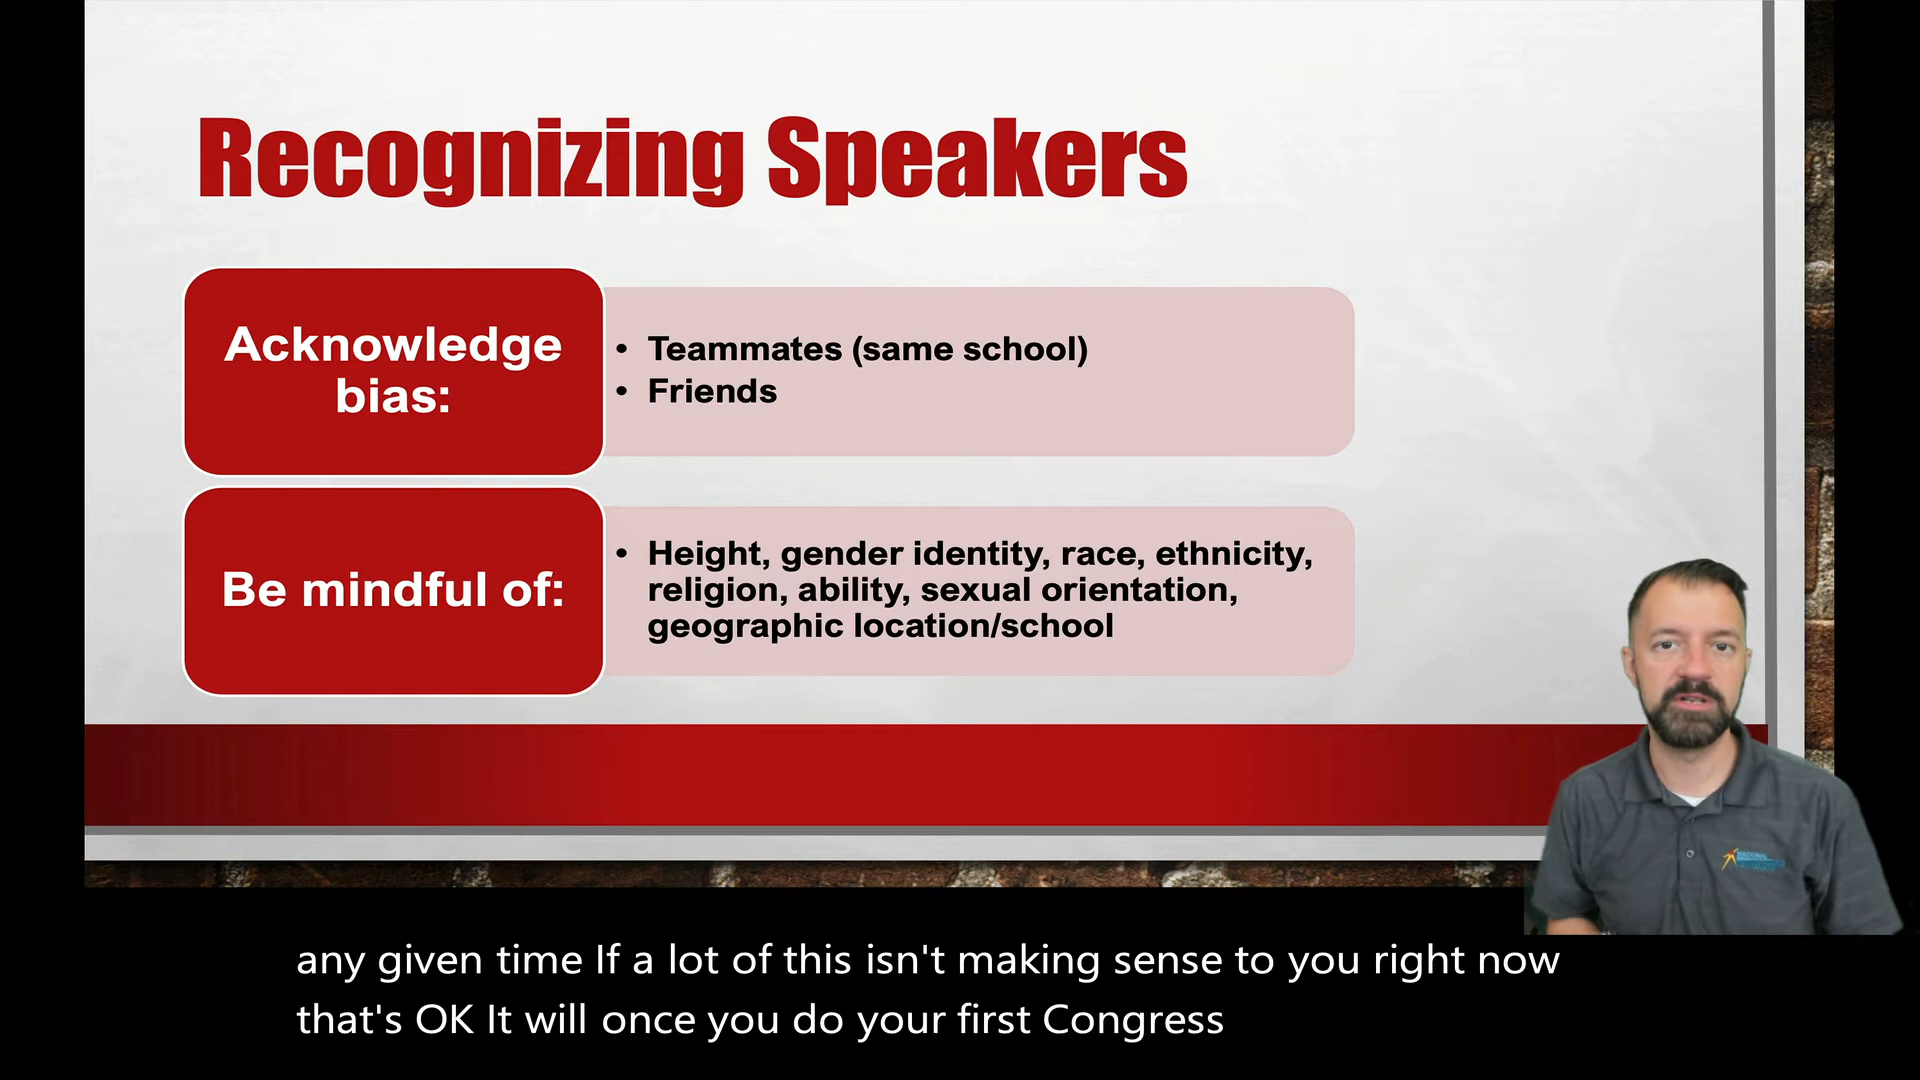 Recognizing Speakers
Acknowledge
bias:
• Teammates (same school)
• Friends
Be mindful of:
• Height, gender identity, race, ethnicity,
religion, ability, sexual orientation,
geographic location/school
any given time If a lot of this isn't making sense to you right now
that's OK It will once you do your first Congress